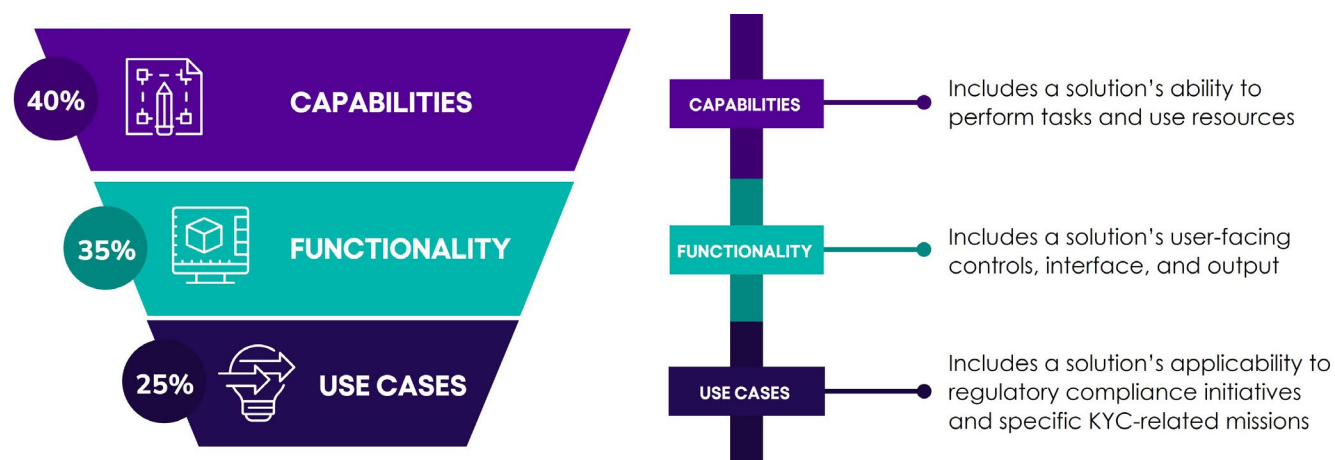 40%
CAPABILITIES
35%
FUNCTIONALITY
25%
USE CASES
CAPABILITIES
Includes a solution’s ability to
perform tasks and use resources
FUNCTIONALITY
Includes a solution’s user-facing
controls, interface, and output
USE CASES
Includes a solution’s applicability to
regulatory compliance initiatives
and specific KYC-related missions